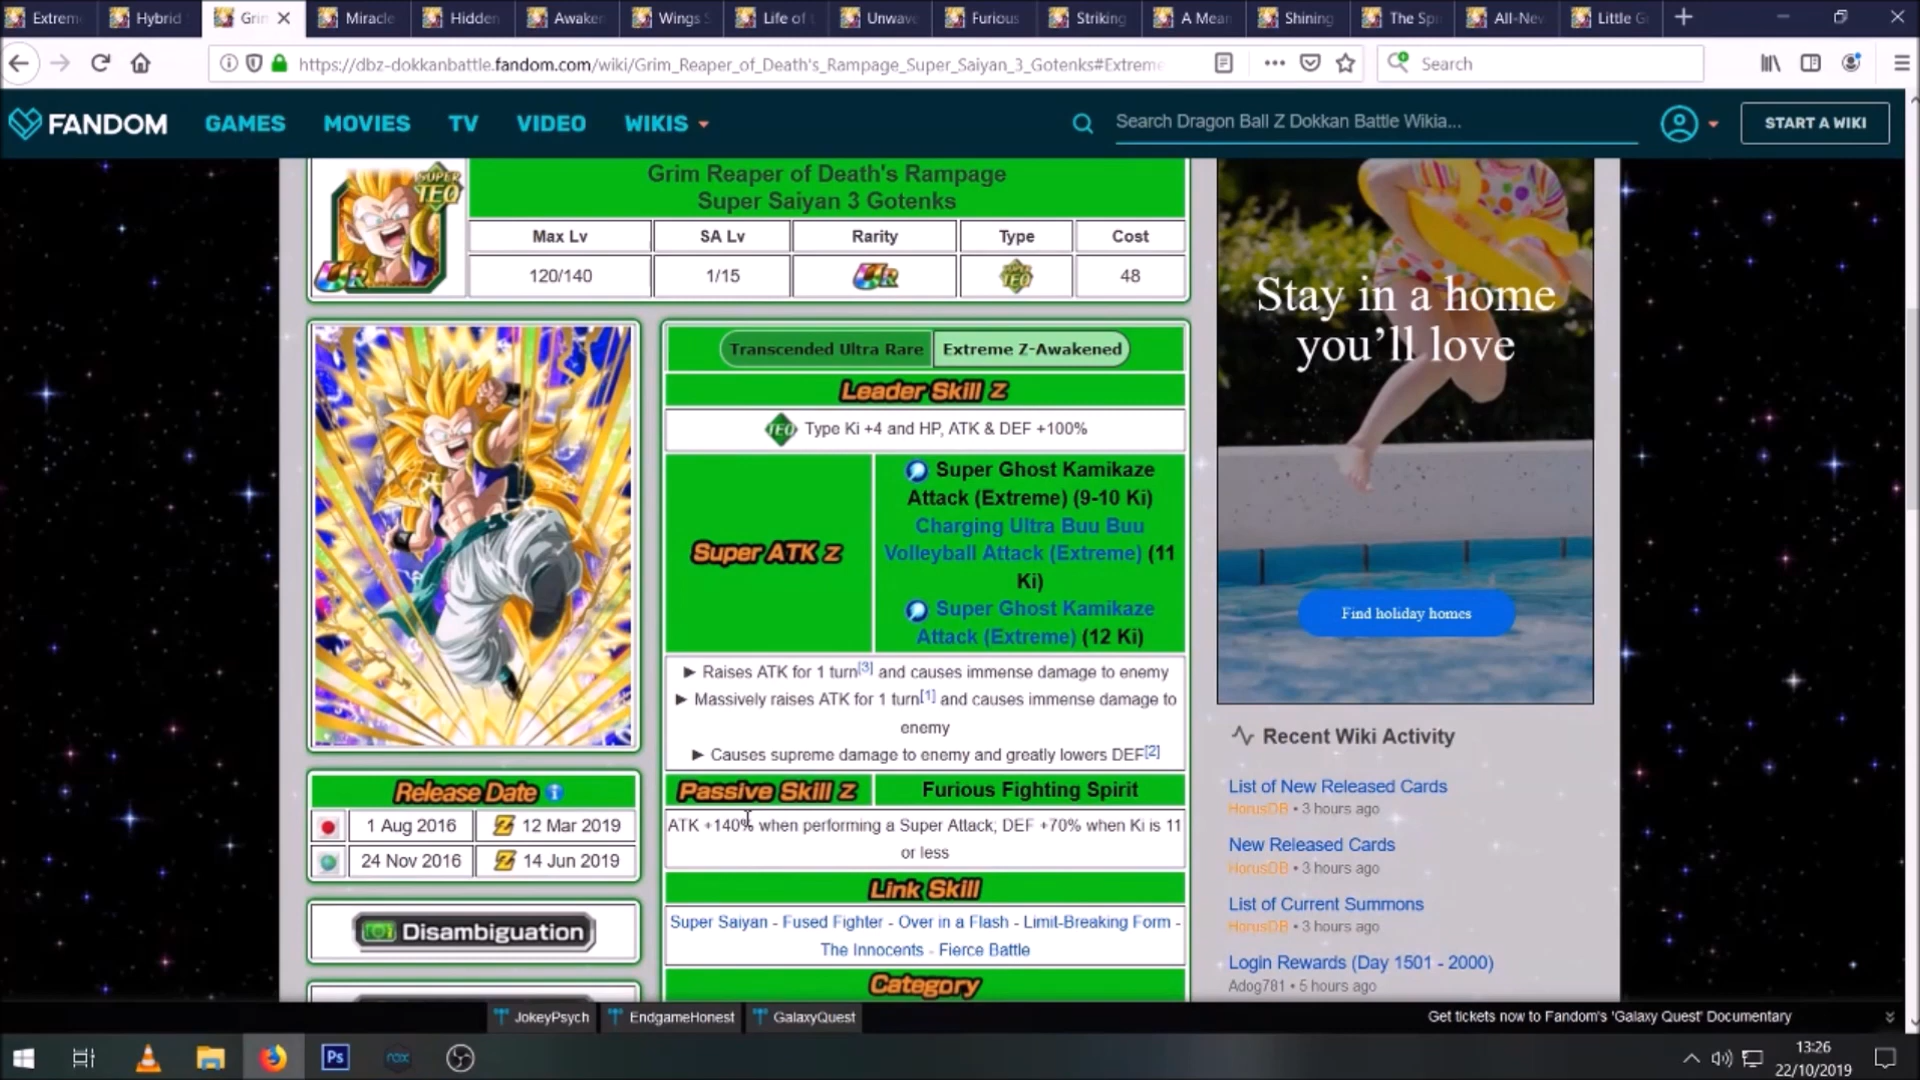 Extrem
Hybrid
Grin
Miracle
Hidden
Awaken
Wings
Life of t
Unwav
Furious
Striking
A Mean
Shining
The Spi
All-Nev
Little G
https://dbz-dokkanbattle.fandom.com/wiki/Grim_Reaper_of_Death's_Rampage_Super_Saiyan_3_Gotenks#Extreme
Search
FANDOM GAMES MOVIES TV VIDEO WIKIS
Search Dragon Ball Z Dokkan Battle Wikia...
START A WIKI
Grim Reaper of Death's Rampage
Super Saiyan 3 Gotenks
SUPER TEQ
UR
Max Lv SA Lv Rarity Type Cost
120/140 1/15 UR SUPER TEQ 48
Transcended Ultra Rare Extreme Z-Awakened
Leader Skill Z
TEQ Type Ki +4 and HP, ATK & DEF +100%
Super ATK Z
Super Ghost Kamikaze
Attack (Extreme) (9-10 Ki)
Charging Ultra Buu Buu
Volleyball Attack (Extreme) (11
Ki)
Super Ghost Kamikaze
Attack (Extreme) (12 Ki)
► Raises ATK for 1 turn[3] and causes immense damage to enemy
► Massively raises ATK for 1 turn[1] and causes immense damage to
enemy
► Causes supreme damage to enemy and greatly lowers DEF[2]
Passive Skill Z Furious Fighting Spirit
ATK +140% when performing a Super Attack; DEF +70% when Ki is 11
or less
Link Skill
Super Saiyan - Fused Fighter - Over in a Flash - Limit-Breaking Form -
The Innocents - Fierce Battle
Category
Release Date
1 Aug 2016 Z 12 Mar 2019
24 Nov 2016 Z 14 Jun 2019
Disambiguation
Stay in a home
you'll love
Find holiday homes
Recent Wiki Activity
List of New Released Cards
HorusDB • 3 hours ago
New Released Cards
HorusDB • 3 hours ago
List of Current Summons
HorusDB • 3 hours ago
Login Rewards (Day 1501 - 2000)
Adog781 • 5 hours ago
JokeyPsych
EndgameHonest
GalaxyQuest
Get tickets now to Fandom's 'Galaxy Quest' Documentary
Ps
nox
13:26
22/10/2019